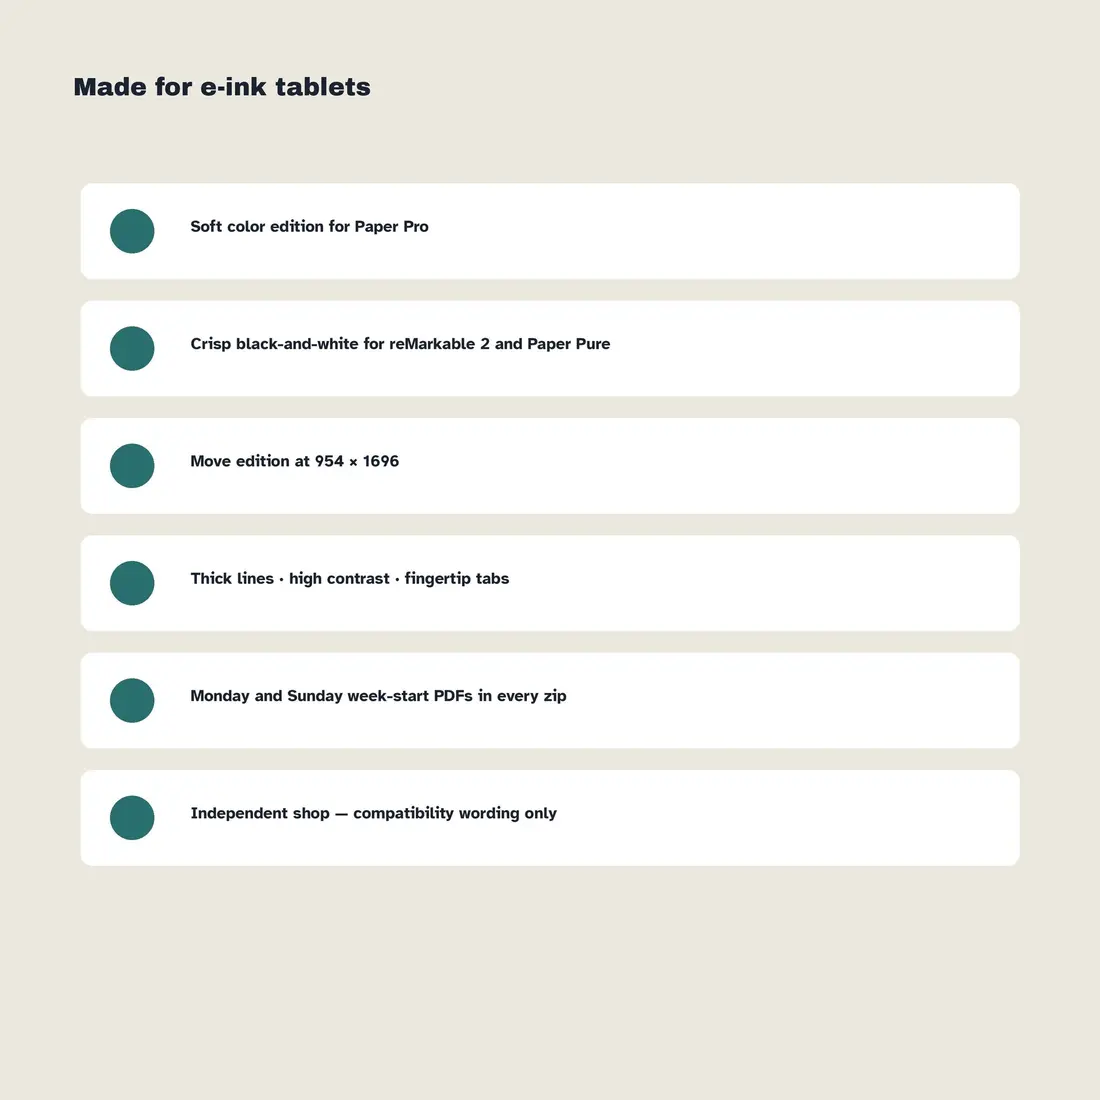 Made for e-ink tablets
Soft color edition for Paper Pro
Crisp black-and-white for reMarkable 2 and Paper Pure
Move edition at 954 × 1696
Thick lines · high contrast · fingertip tabs
Monday and Sunday week-start PDFs in every zip
Independent shop — compatibility wording only